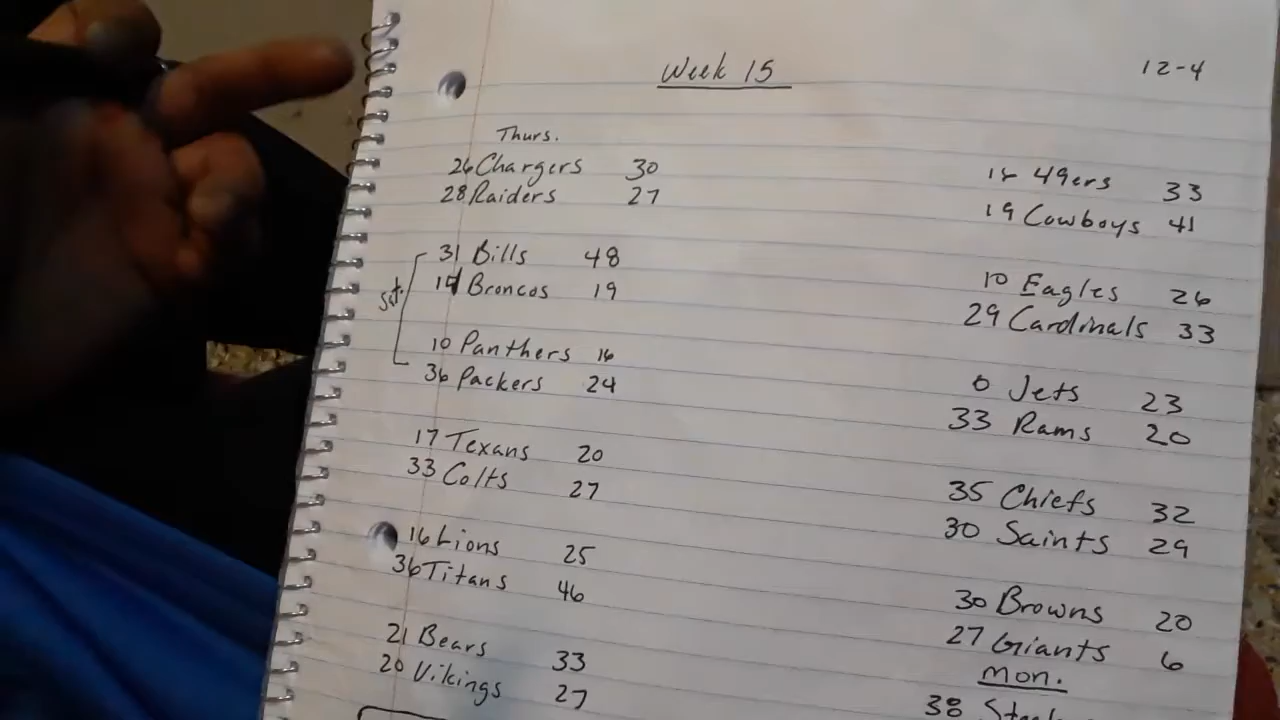 Week 15
12-4
Thurs.
26 Chargers 30
28 Raiders 27
Sat.
31 Bills 48
Broncos 19
10 Panthers 16
36 Packers 24
17 Texans 20
33 Colts 27
16 Lions 25
36 Titans 46
21 Bears 33
20 Vikings 27
49ers 33
19 Cowboys 41
10 Eagles 26
29 Cardinals 33
0 Jets 23
33 Rams 20
35 Chiefs 32
30 Saints 29
30 Browns 20
27 Giants 6
Mon.
38